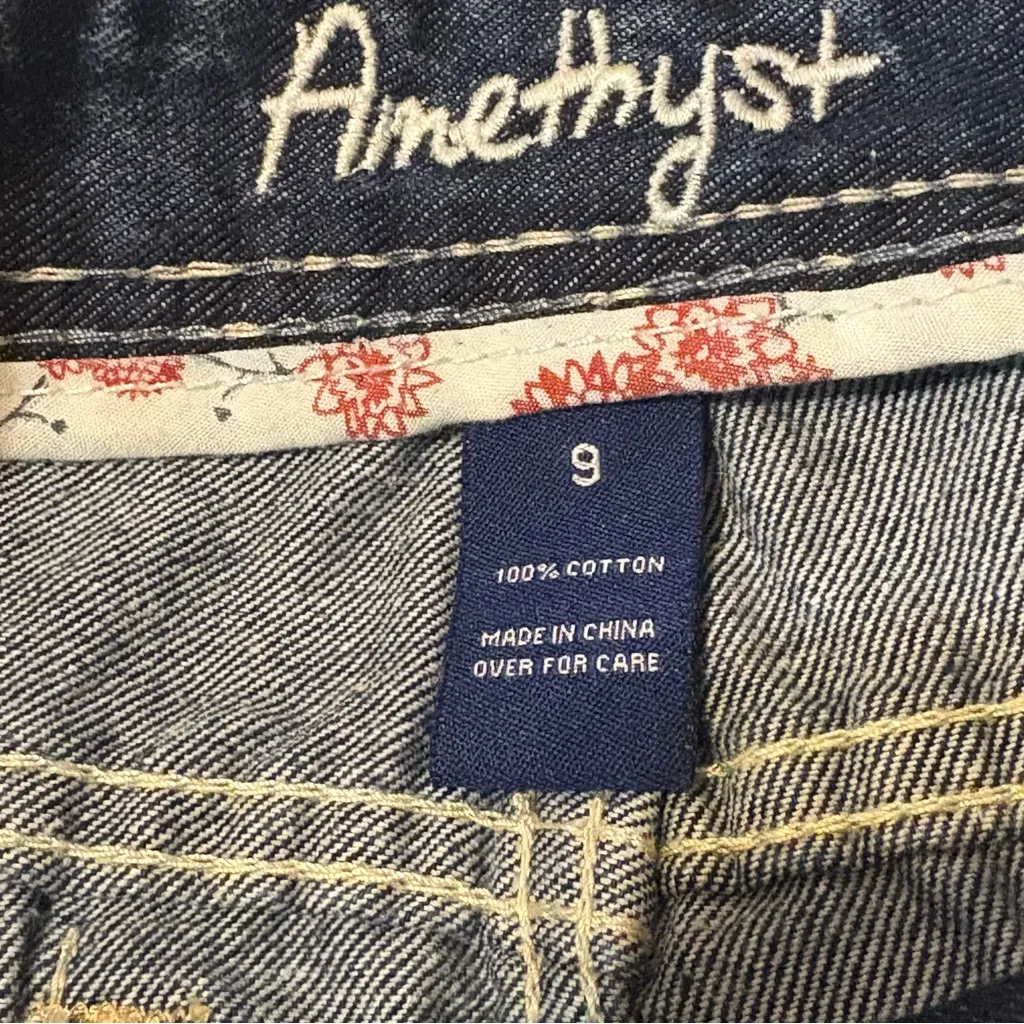 Amethyst
9
100% COTTON
MADE IN CHINA
OVER FOR CARE